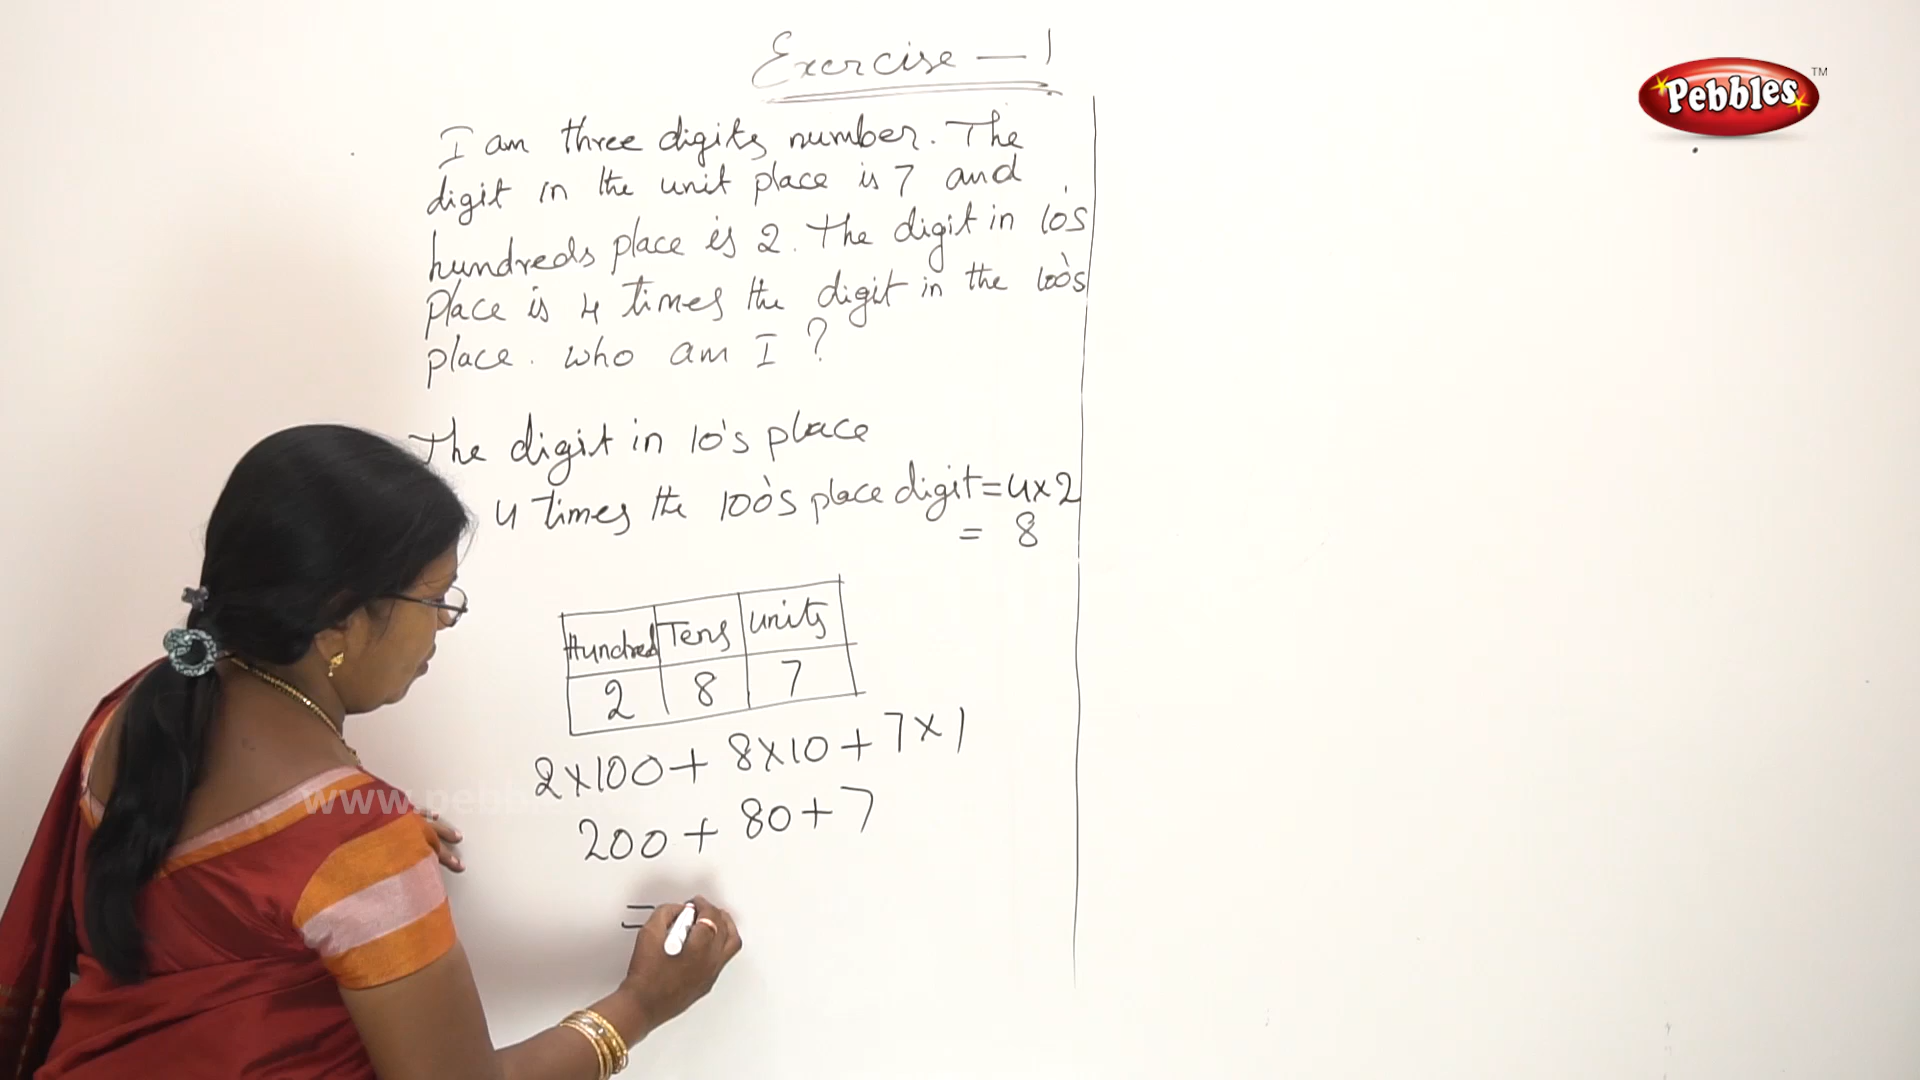 Exercise – 1
Pebbles TM
I am three digits number. The
digit in the unit place is 7 and
hundreds place is 2. The digit in 10's
place is 4 times the digit in the 100's
place. Who am I ?
The digit in 10's place
4 times the 100's place digit = 4 x 2
= 8
Hundred Tens units
2 8 7
2x100 + 8x10 + 7x1
200 + 80 + 7
=